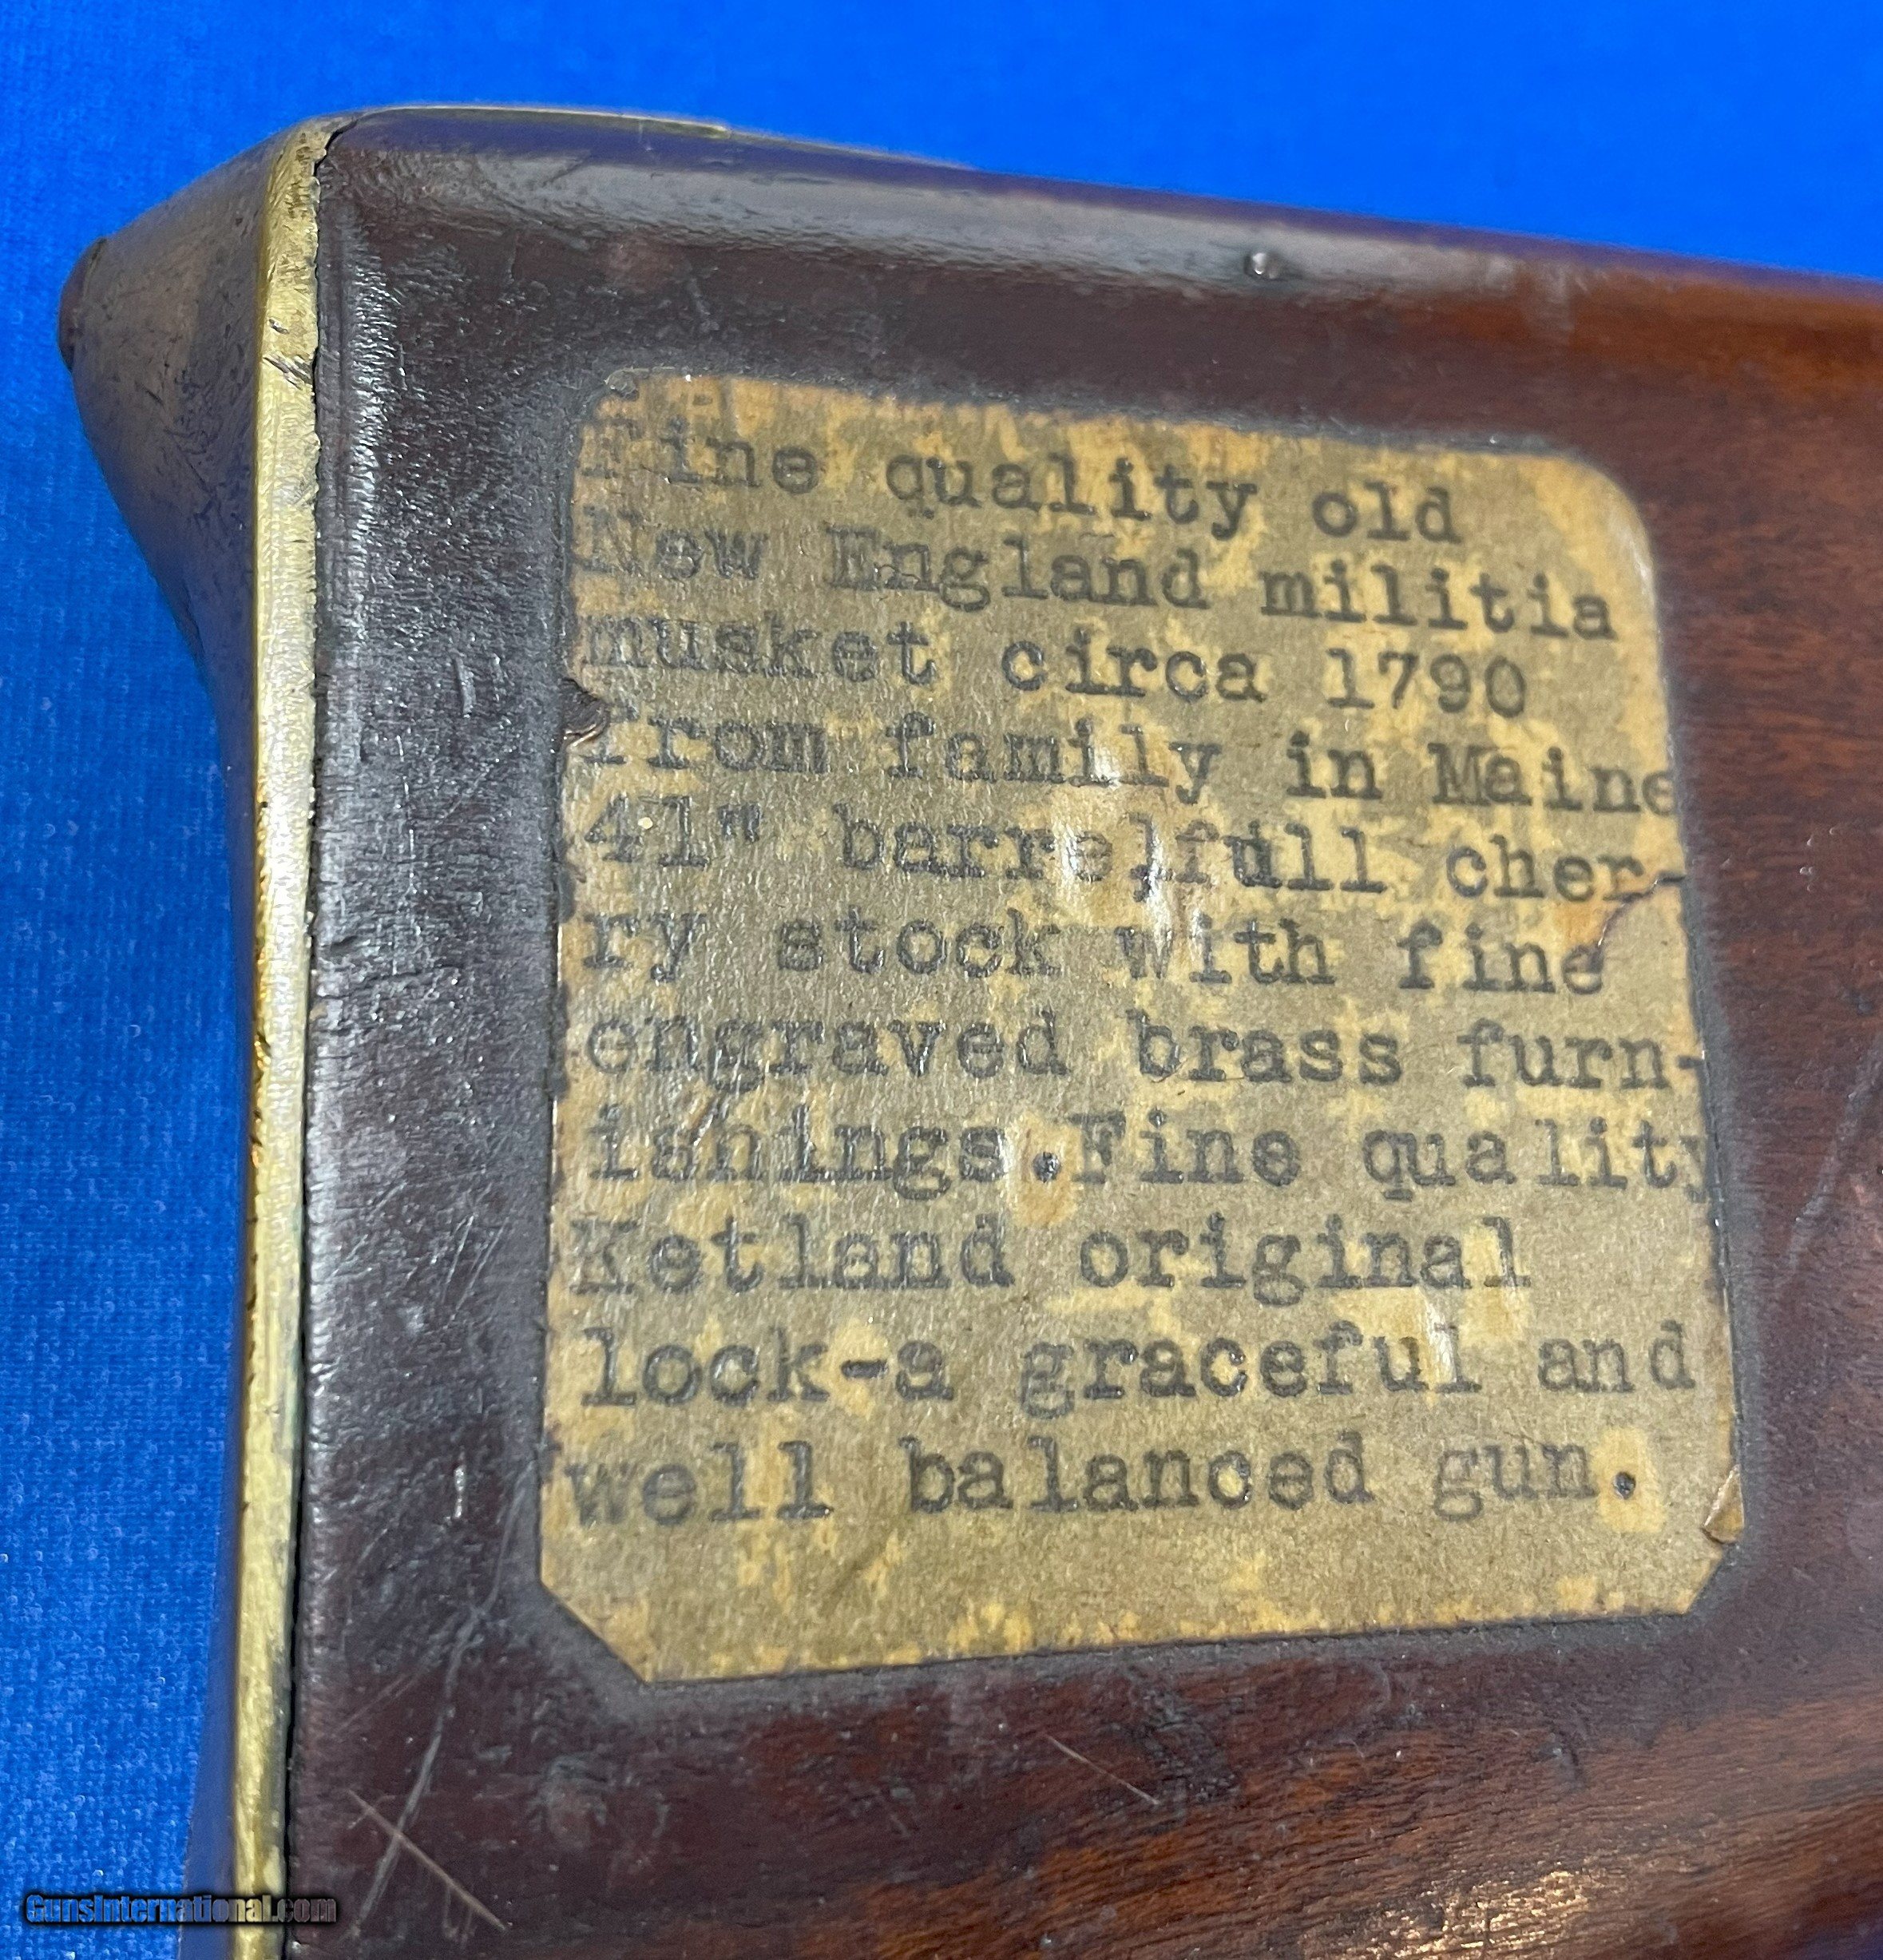 Fine quality old
New England militia
musket circa 1790
from family in Maine
41" barrel,full cher-
ry stock with fine
engraved brass furn-
ishings.Fine quality
Ketland original
lock-a graceful and
well balanced gun.
GunsInternational.com